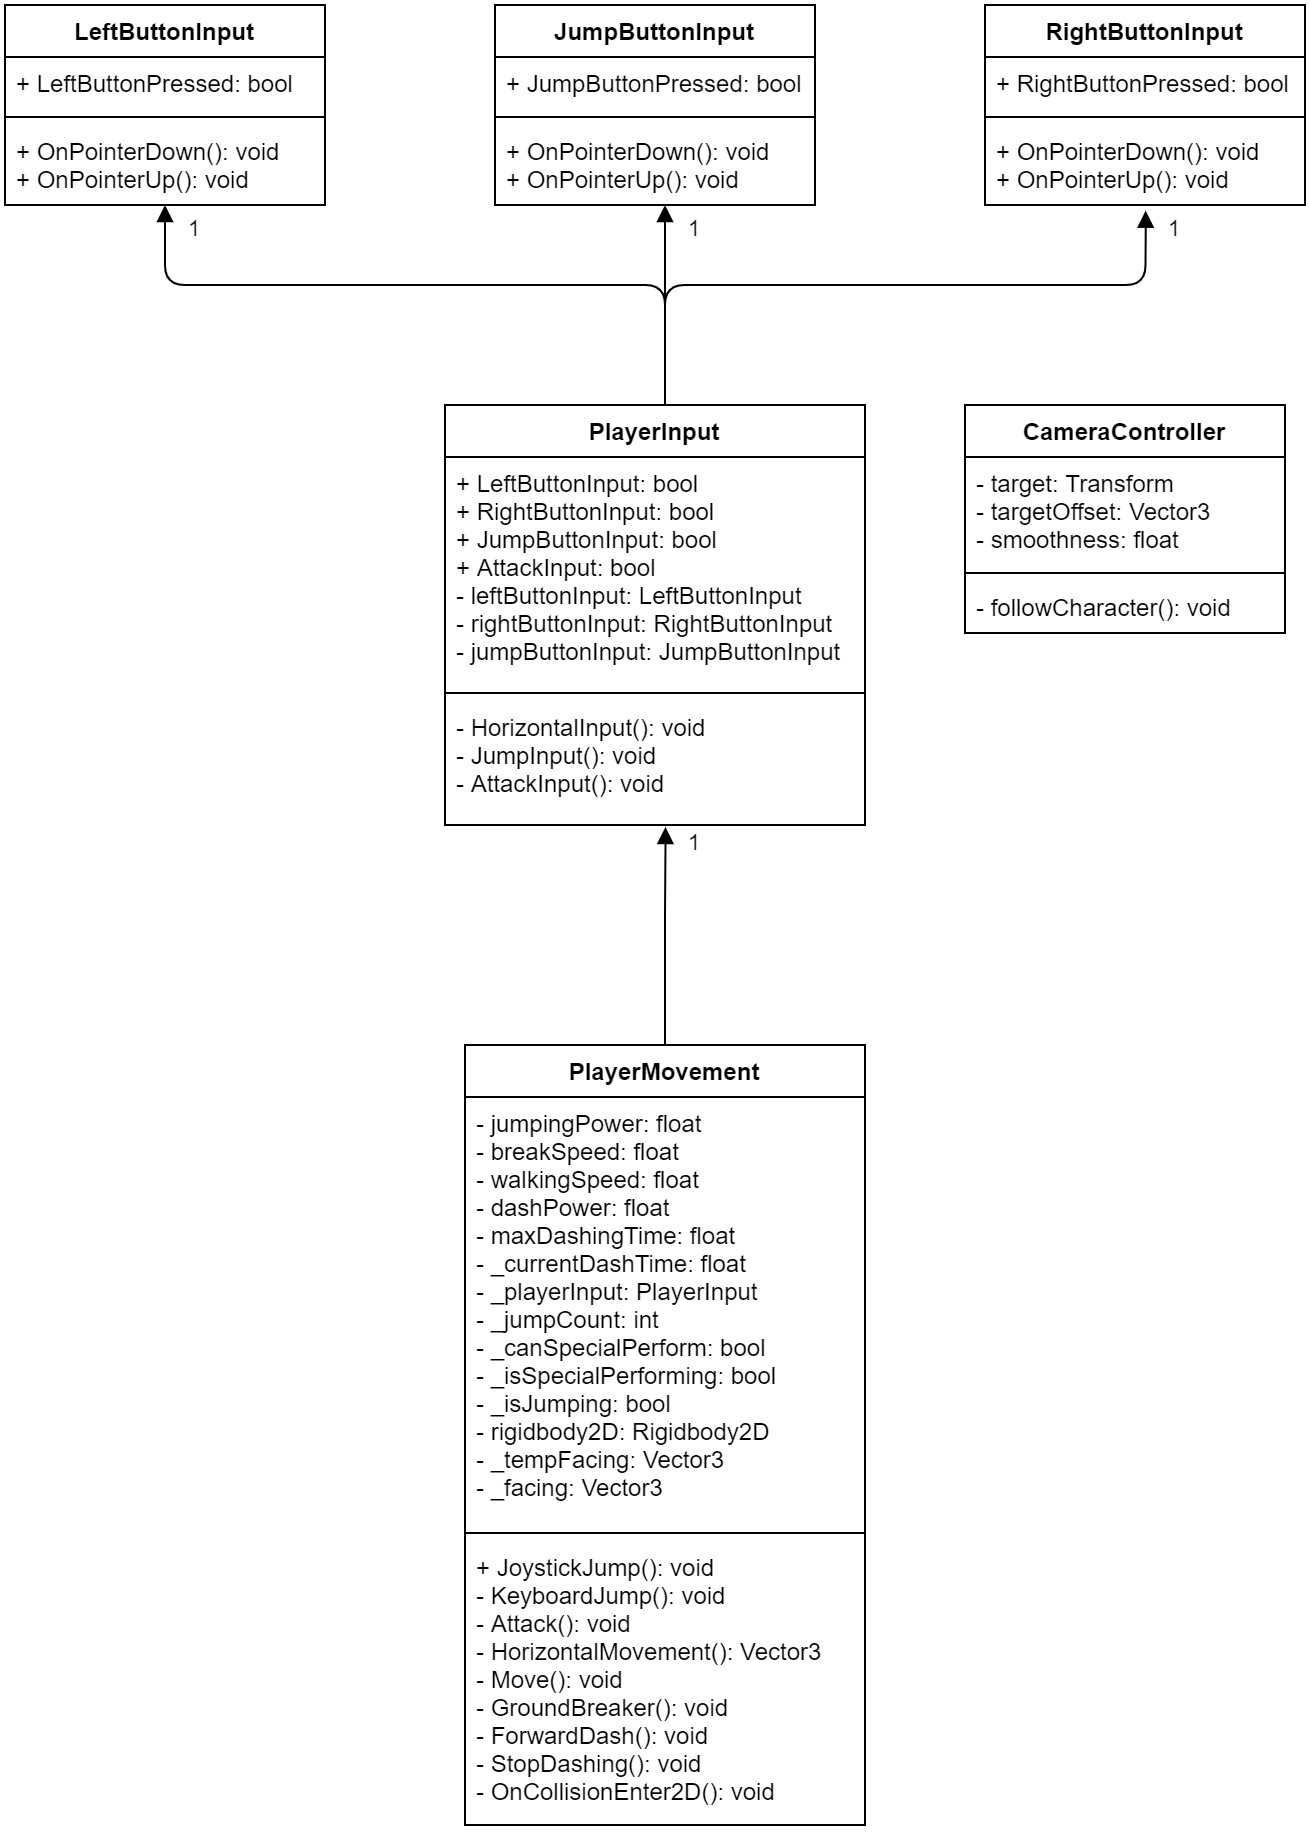 LeftButtonInput
+ LeftButtonPressed: bool
+ OnPointerDown(): void
+ OnPointerUp(): void
1
JumpButtonInput
+ JumpButtonPressed: bool
+ OnPointerDown(): void
+ OnPointerUp(): void
1
RightButtonInput
+ RightButtonPressed: bool
+ OnPointerDown(): void
+ OnPointerUp(): void
1
PlayerInput
+ LeftButtonInput: bool
+ RightButtonInput: bool
+ JumpButtonInput: bool
+ AttackInput: bool
- leftButtonInput: LeftButtonInput
- rightButtonInput: RightButtonInput
- jumpButtonInput: JumpButtonInput
- HorizontalInput(): void
- JumpInput(): void
- AttackInput(): void
1
CameraController
- target: Transform
- targetOffset: Vector3
- smoothness: float
- followCharacter(): void
PlayerMovement
- jumpingPower: float
- breakSpeed: float
- walkingSpeed: float
- dashPower: float
- maxDashingTime: float
- _currentDashTime: float
- _playerInput: PlayerInput
- _jumpCount: int
- _canSpecialPerform: bool
- _isSpecialPerforming: bool
- _isJumping: bool
- rigidbody2D: Rigidbody2D
- _tempFacing: Vector3
- _facing: Vector3
+ JoystickJump(): void
- KeyboardJump(): void
- Attack(): void
- HorizontalMovement(): Vector3
- Move(): void
- GroundBreaker(): void
- ForwardDash(): void
- StopDashing(): void
- OnCollisionEnter2D(): void